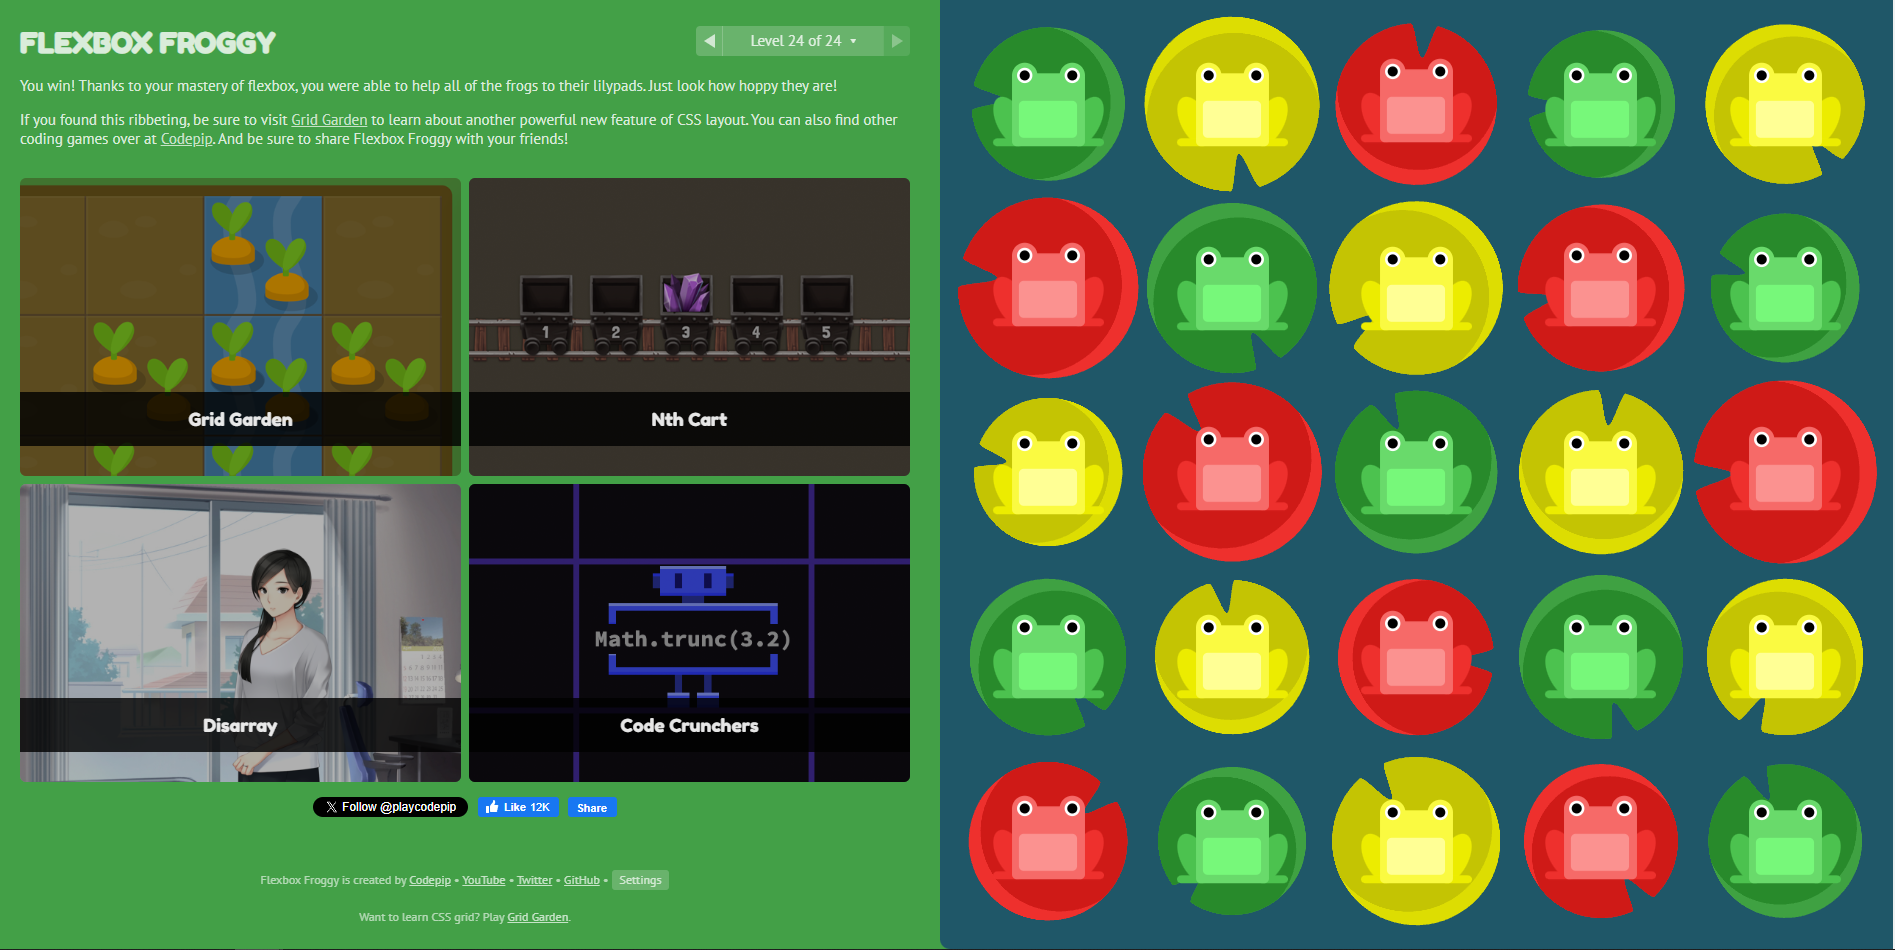 FLEXBOX FROGGY
Level 24 of 24
You win! Thanks to your mastery of flexbox, you were able to help all of the frogs to their lilypads. Just look how hoppy they are!
If you found this ribbeting, be sure to visit Grid Garden to learn about another powerful new feature of CSS layout. You can also find other
coding games over at Codepip. And be sure to share Flexbox Froggy with your friends!
Grid Garden
1 2 3 4 5
Nth Cart
Disarray
Math.trunc(3.2)
Code Crunchers
Follow @playcodepip
Like 12K
Share
Flexbox Froggy is created by Codepip • YouTube • Twitter • GitHub • Settings
Want to learn CSS grid? Play Grid Garden.